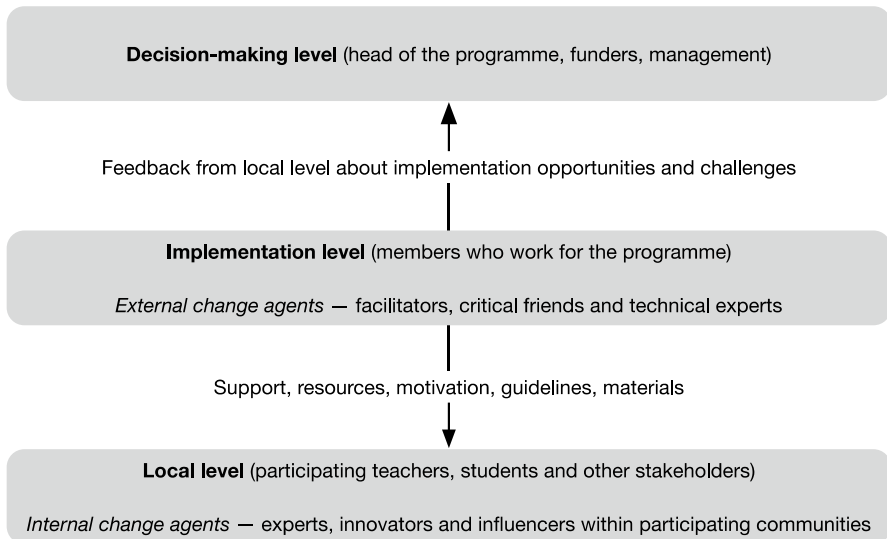 Decision-making level (head of the programme, funders, management)
Feedback from local level about implementation opportunities and challenges
Implementation level (members who work for the programme)
External change agents — facilitators, critical friends and technical experts
Support, resources, motivation, guidelines, materials
Local level (participating teachers, students and other stakeholders)
Internal change agents — experts, innovators and influencers within participating communities